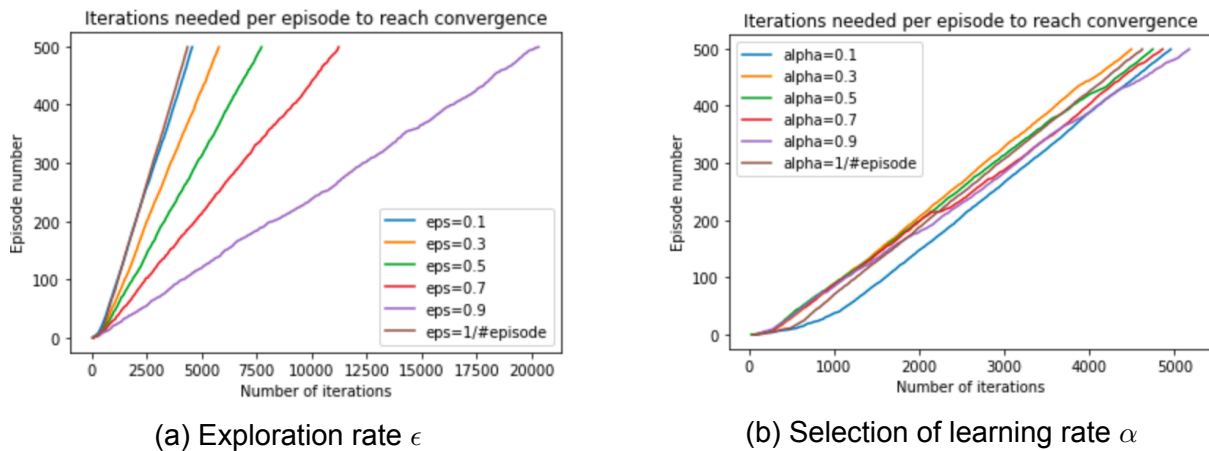 Iterations needed per episode to reach convergence
500
400
300
200
100
0
Episode number
eps=0.1
eps=0.3
eps=0.5
eps=0.7
eps=0.9
eps=1/#episode
0 2500 5000 7500 10000 12500 15000 17500 20000
Number of iterations
(a) Exploration rate ϵ
Iterations needed per episode to reach convergence
500
400
300
200
100
0
Episode number
alpha=0.1
alpha=0.3
alpha=0.5
alpha=0.7
alpha=0.9
alpha=1/#episode
0 1000 2000 3000 4000 5000
Number of iterations
(b) Selection of learning rate α